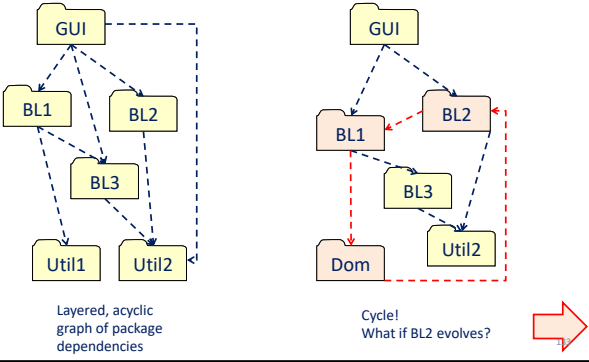 GUI
BL1
BL2
BL3
Util1
Util2
Layered, acyclic
graph of package
dependencies
GUI
BL2
BL1
BL3
Util2
Dom
Cycle!
What if BL2 evolves?